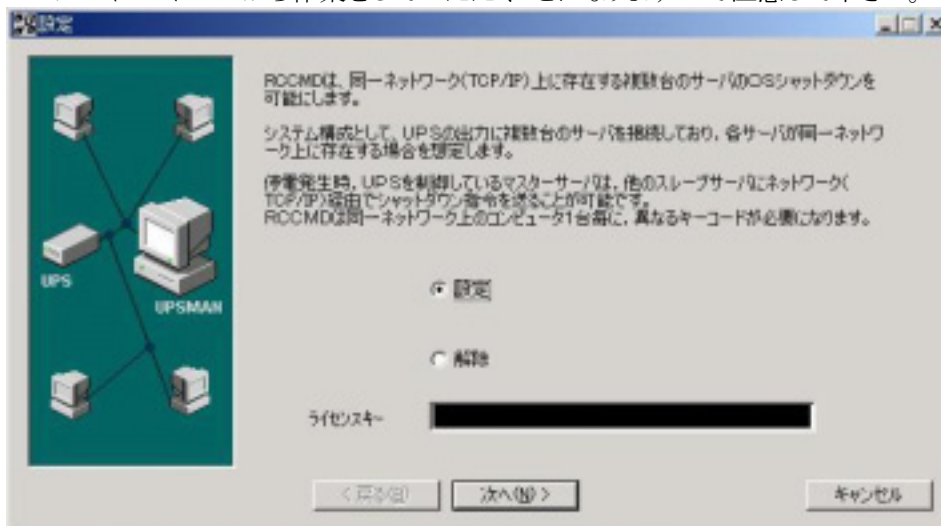 設定
RCCMDは、同一ネットワーク(TCP/IP)上に存在する複数台のサーバのOSシャットダウンを
可能にします。
システム構成として、UPSの出力に複数台のサーバを接続しており、各サーバが同一ネットワ
ーク上に存在する場合を想定します。
停電発生時、UPSを制御しているマスターサーバは、他のスレーブサーバにネットワーク(
TCP/IP)経由でシャットダウン指令を送ることが可能です。
RCCMDは同一ネットワーク上のコンピュータ1台毎に、異なるキーコードが必要になります。
UPS
UPSMAN
設定
解除
ライセンスキー
< 戻る(B)
次へ(N) >
キャンセル